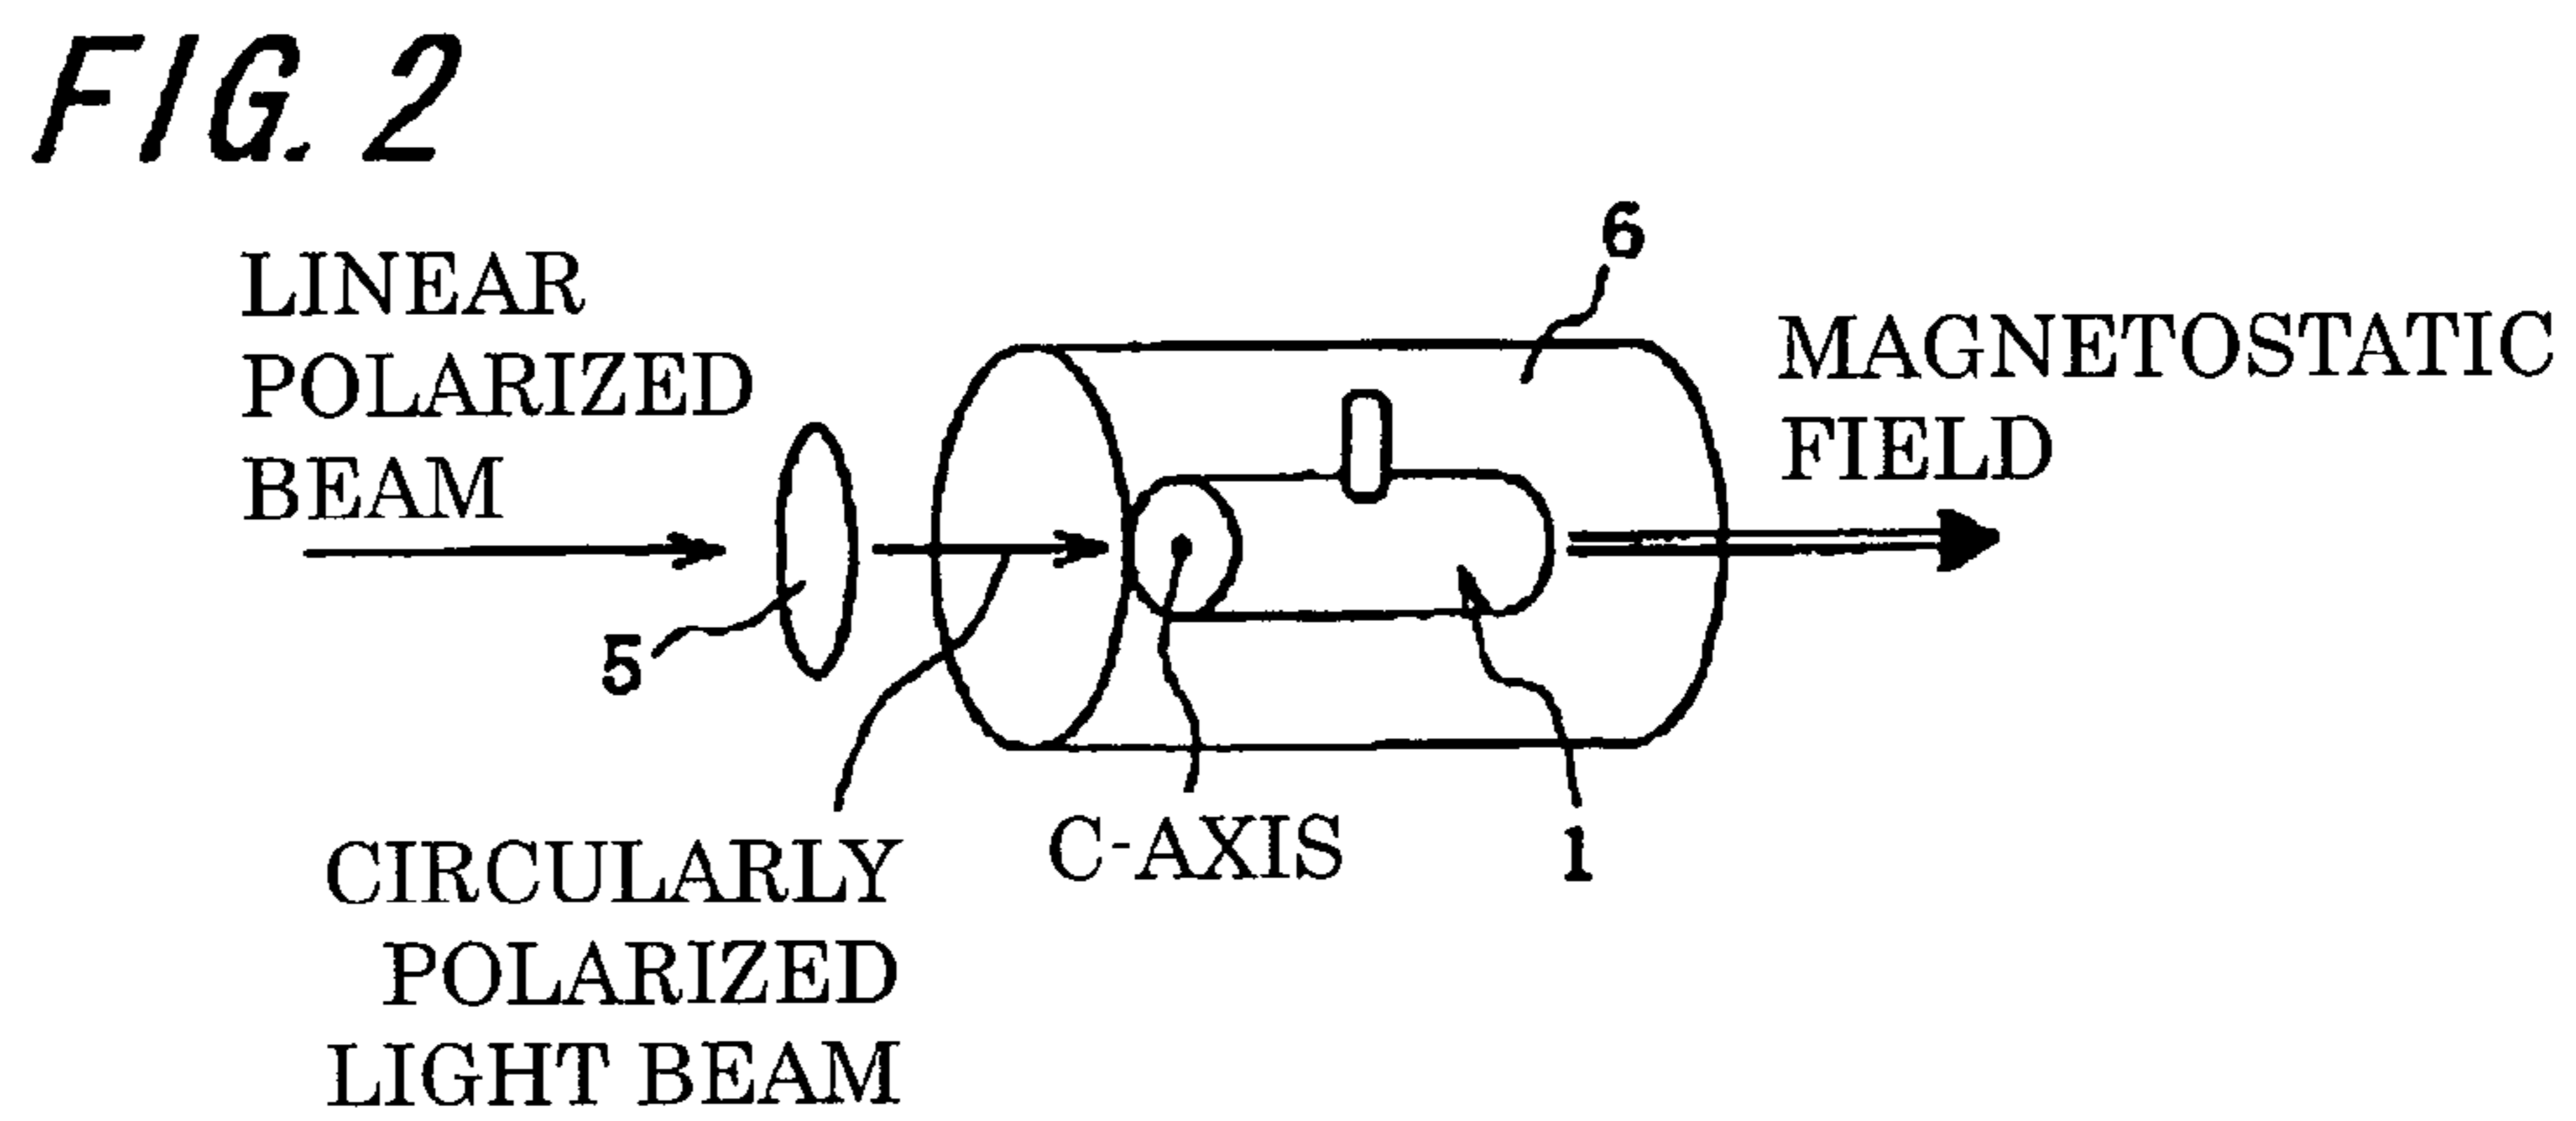 FIG. 2
LINEAR
POLARIZED
BEAM
6
MAGNETOSTATIC
FIELD
5
CIRCULARLY
POLARIZED
LIGHT BEAM
C-AXIS
1